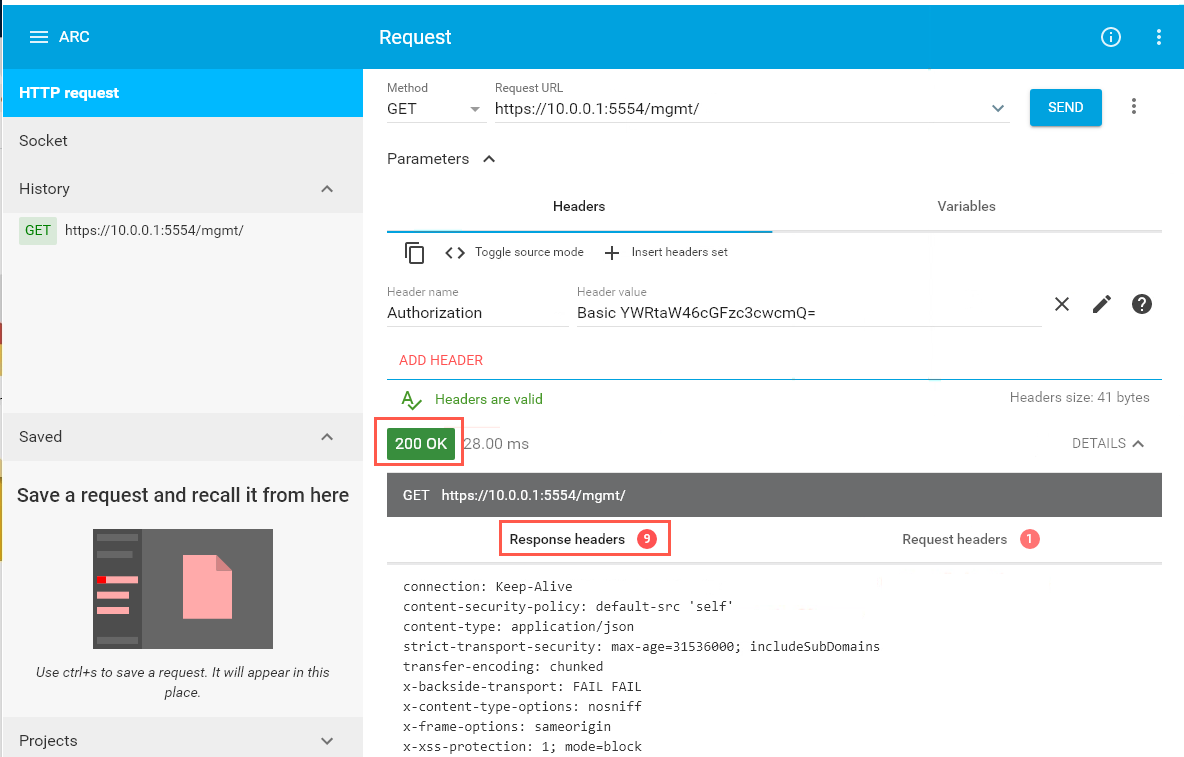 ARC
Request
HTTP request
Socket
History
GET https://10.0.0.1:5554/mgmt/
Saved
Save a request and recall it from here
Use ctrl+s to save a request. It will appear in this
place.
Projects
Method
GET
Request URL
https://10.0.0.1:5554/mgmt/
SEND
Parameters
Headers
Variables
Toggle source mode
Insert headers set
Header name
Authorization
Header value
Basic YWRtaW46cGFzc3cwcmQ=
ADD HEADER
Headers are valid
Headers size: 41 bytes
200 OK
28.00 ms
DETAILS
GET https://10.0.0.1:5554/mgmt/
Response headers 9
Request headers 1
connection: Keep-Alive
content-security-policy: default-src 'self'
content-type: application/json
strict-transport-security: max-age=31536000; includeSubDomains
transfer-encoding: chunked
x-backside-transport: FAIL FAIL
x-content-type-options: nosniff
x-frame-options: sameorigin
x-xss-protection: 1; mode=block